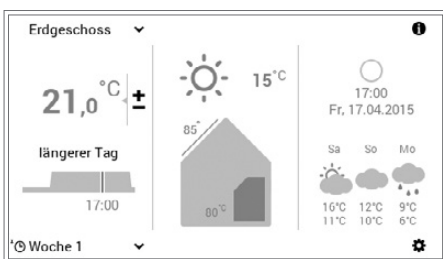 Erdgeschoss
21,0 °C ±
längerer Tag
17:00
Woche 1
15°C
85°
00°C
17:00
Fr, 17.04.2015
Sa So Mo
16°C 12°C 9°C
11°C 10°C 6°C